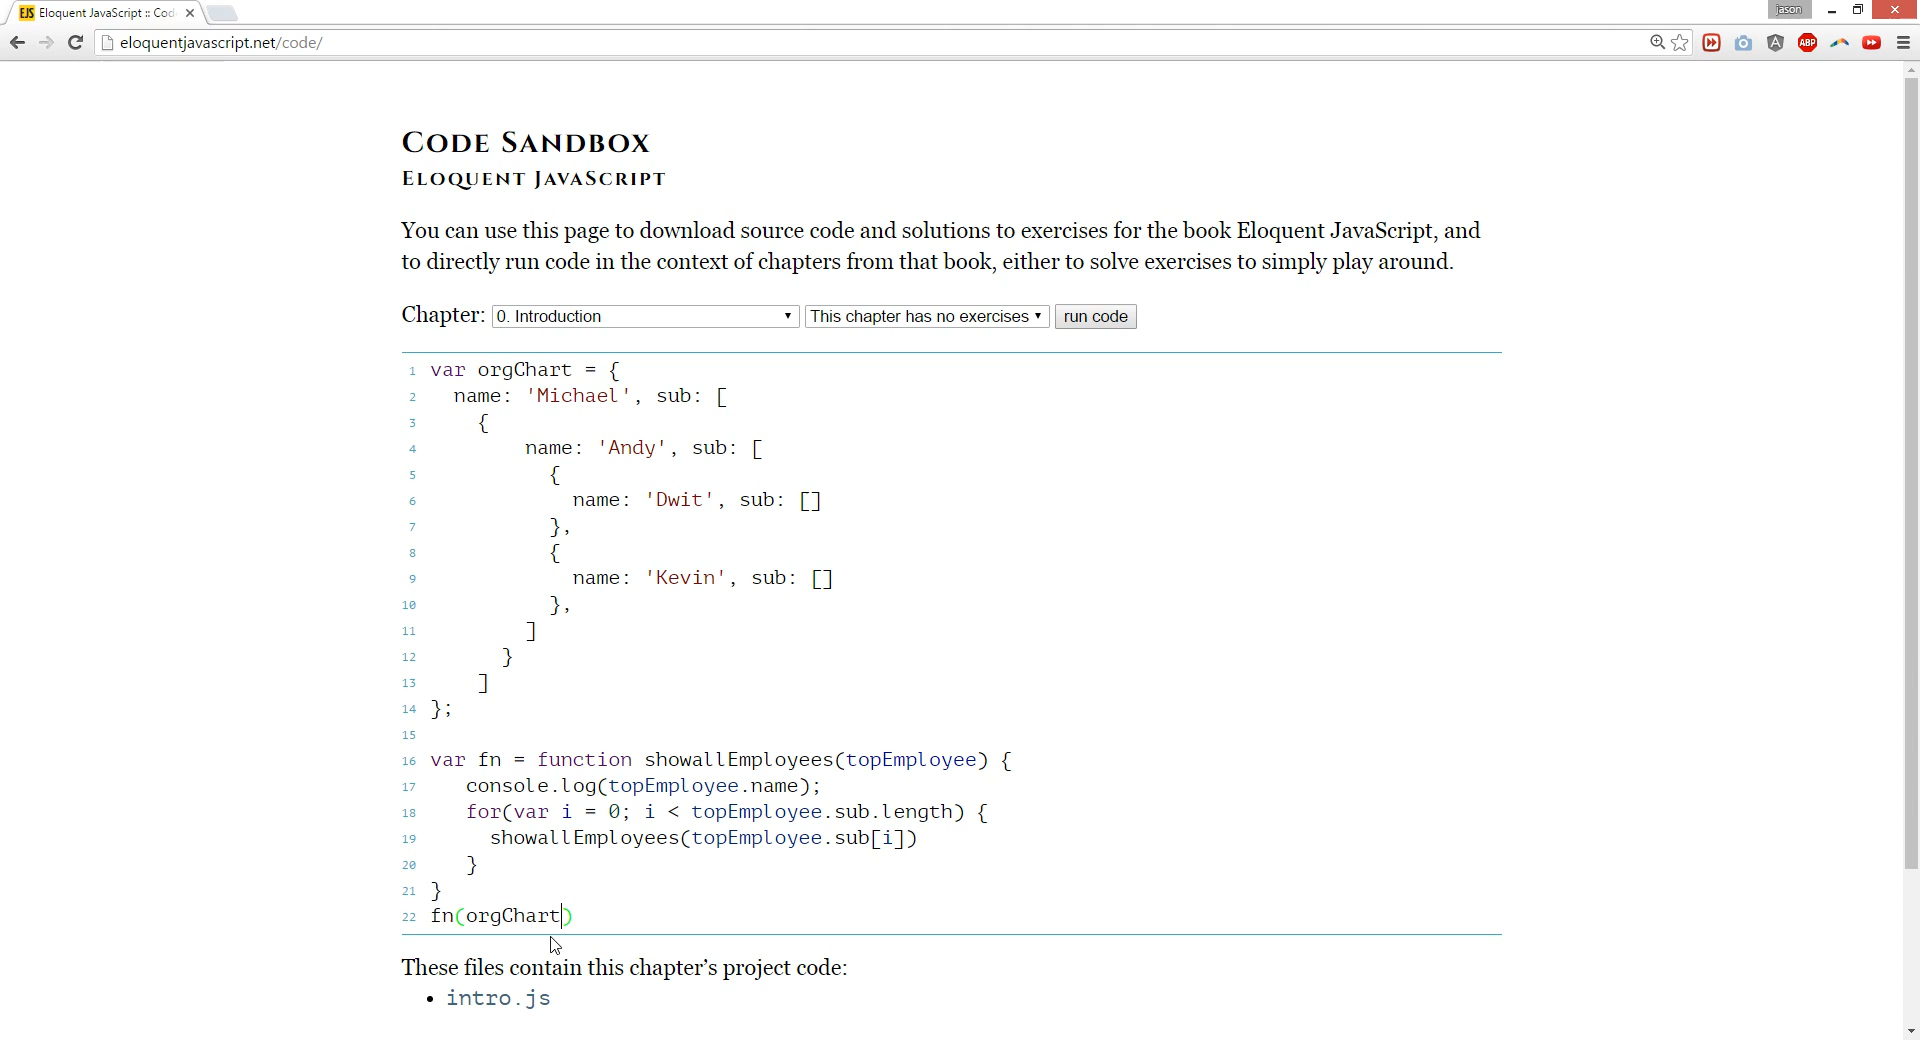 EJS Eloquent JavaScript :: Cod
jason
eloquentjavascript.net/code/
ABP
CODE SANDBOX
ELOQUENT JAVASCRIPT
You can use this page to download source code and solutions to exercises for the book Eloquent JavaScript, and
to directly run code in the context of chapters from that book, either to solve exercises to simply play around.
Chapter: 0. Introduction This chapter has no exercises run code
1 var orgChart = {
2 name: 'Michael', sub: [
3 {
4 name: 'Andy', sub: [
5 {
6 name: 'Dwit', sub: []
7 },
8 {
9 name: 'Kevin', sub: []
10 },
11 ]
12 }
13 ]
14 };
15
16 var fn = function showallEmployees(topEmployee) {
17 console.log(topEmployee.name);
18 for(var i = 0; i < topEmployee.sub.length) {
19 showallEmployees(topEmployee.sub[i])
20 }
21 }
22 fn(orgChart)
These files contain this chapter's project code:
• intro.js